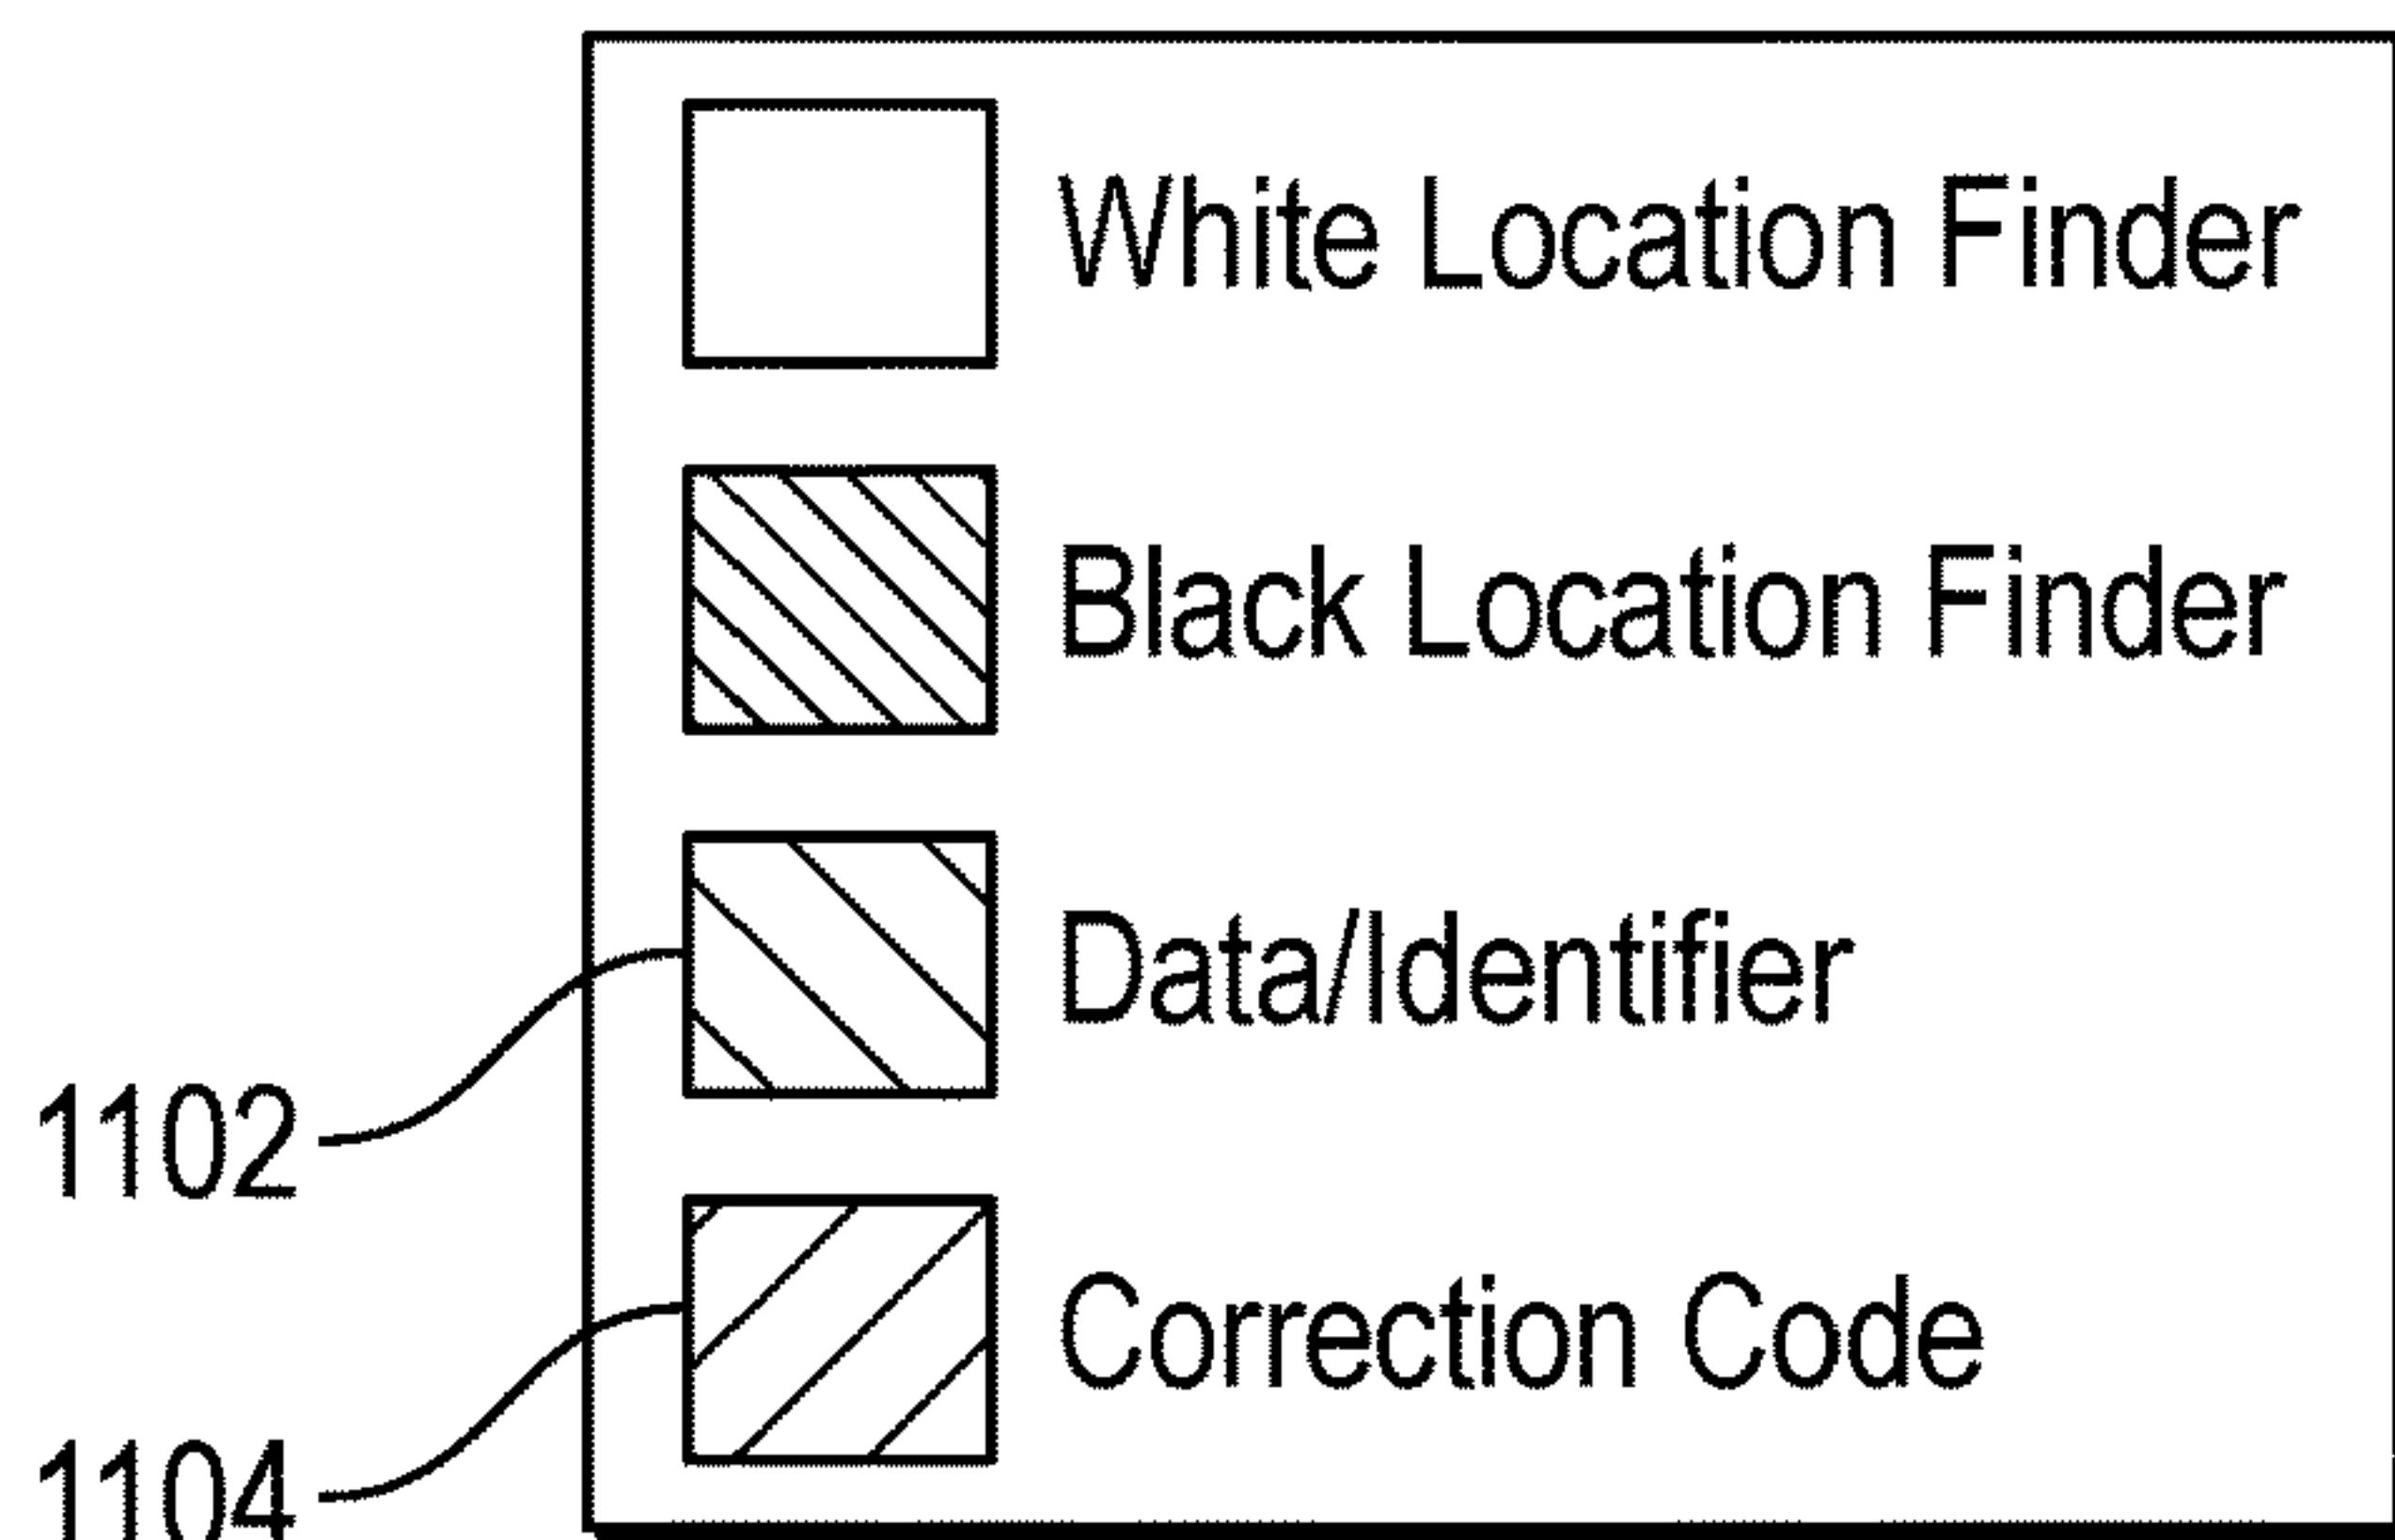 White Location Finder
Black Location Finder
Data/Identifier
1102
Correction Code
1104